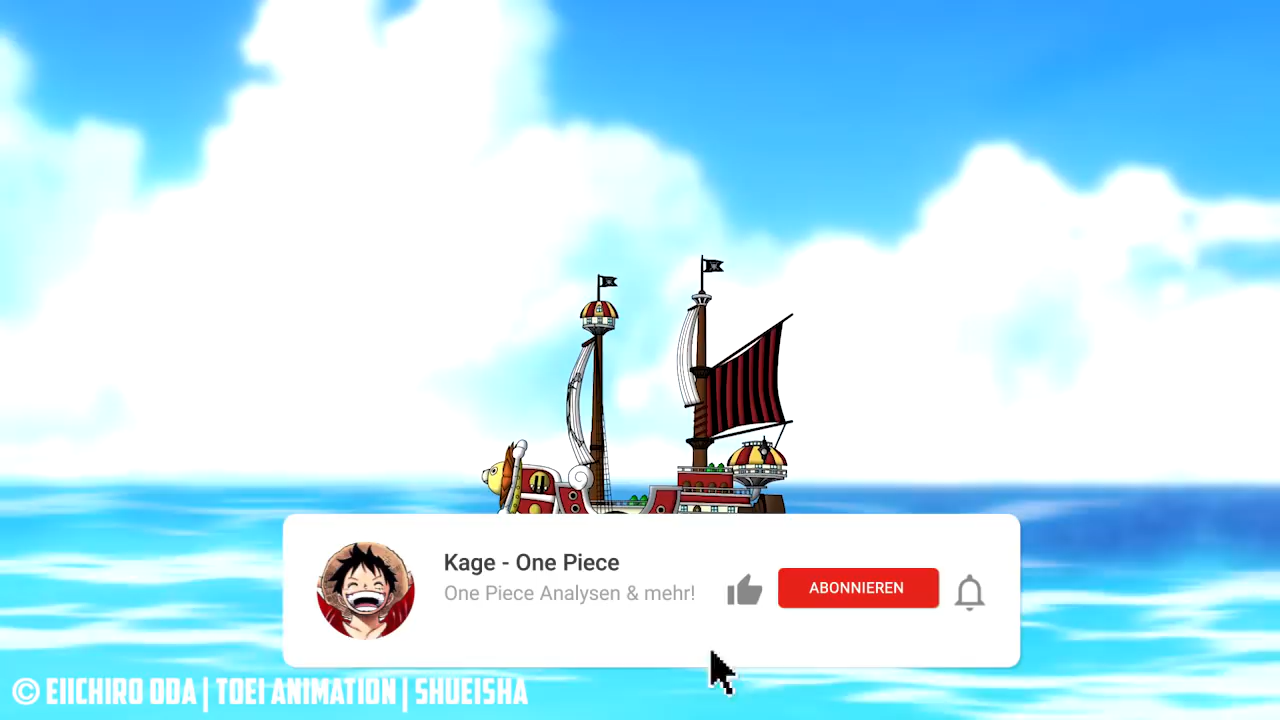 Kage - One Piece
One Piece Analysen & mehr!
ABONNIEREN
© EIICHIRO ODA | TOEI ANIMATION | SHUEISHA